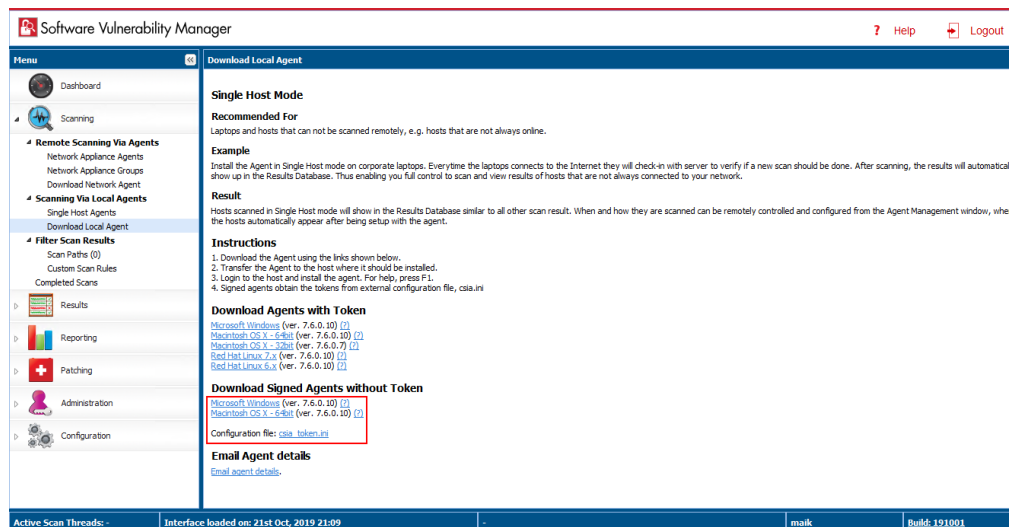 Software Vulnerability Manager
? Help
Logout
Menu
Download Local Agent
Dashboard
Scanning
Remote Scanning Via Agents
Network Appliance Agents
Network Appliance Groups
Download Network Agent
Scanning Via Local Agents
Single Host Agents
Download Local Agent
Filter Scan Results
Scan Paths (0)
Custom Scan Rules
Completed Scans
Results
Reporting
Patching
Administration
Configuration
Single Host Mode
Recommended For
Laptops and hosts that can not be scanned remotely, e.g. hosts that are not always online.
Example
Install the Agent in Single Host mode on corporate laptops. Everytime the laptops connects to the Internet they will check-in with server to verify if a new scan should be done. After scanning, the results will automatical
show up in the Results Database. Thus enabling you full control to scan and view results of hosts that are not always connected to your network.
Result
Hosts scanned in Single Host mode will show in the Results Database similar to all other scan result. When and how they are scanned can be remotely controlled and configured from the Agent Management window, whe
the hosts automatically appear after being setup with the agent.
Instructions
1. Download the Agent using the links shown below.
2. Transfer the Agent to the host where it should be installed.
3. Login to the host and install the agent. For help, press F1.
4. Signed agents obtain the tokens from external configuration file, csia.ini
Download Agents with Token
Microsoft Windows (ver. 7.6.0.10) (?)
Macintosh OS X - 64bit (ver. 7.6.0.10) (?)
Macintosh OS X - 32bit (ver. 7.6.0.7) (?)
Red Hat Linux 7.x (ver. 7.6.0.10) (?)
Red Hat Linux 6.x (ver. 7.6.0.10) (?)
Download Signed Agents without Token
Microsoft Windows (ver. 7.6.0.10) (?)
Macintosh OS X - 64bit (ver. 7.6.0.10) (?)
Configuration file: csia_token.ini
Email Agent details
Email agent details.
Active Scan Threads: -
Interface loaded on: 21st Oct, 2019 21:09
-
maik
Build: 191001